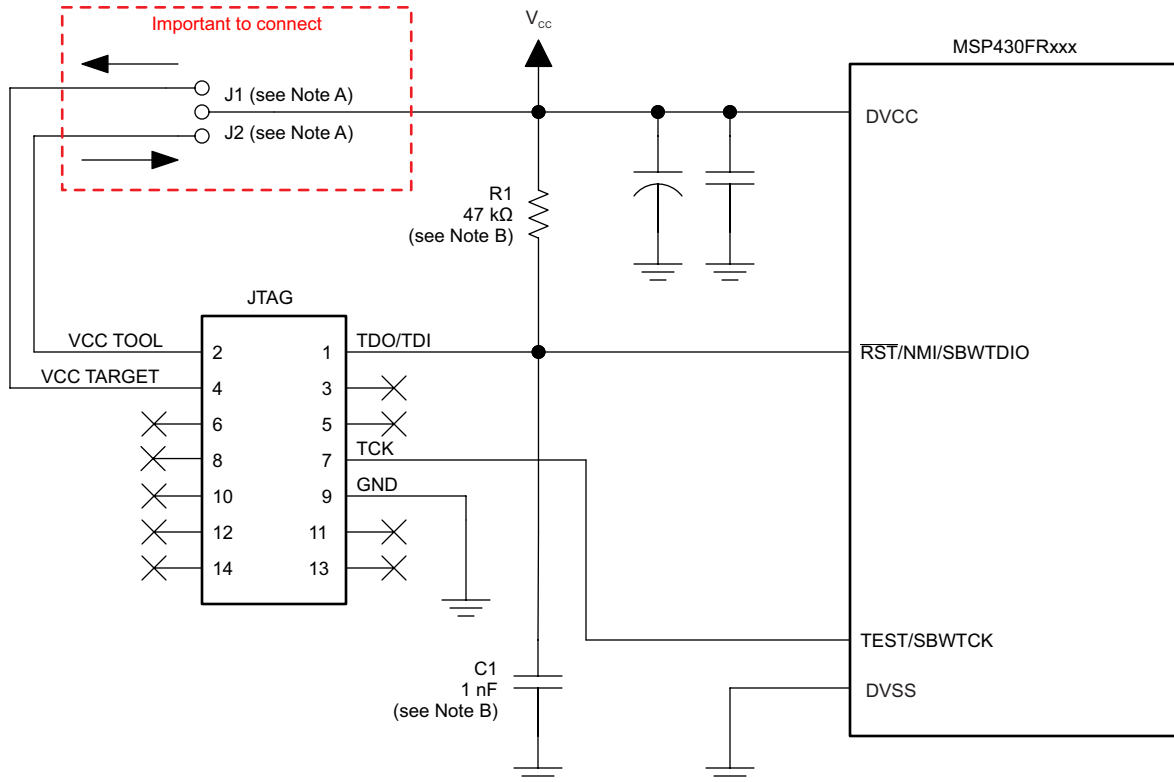 Important to connect
J1 (see Note A)
J2 (see Note A)
VCC
MSP430FRxxx
DVCC
R1
47 kΩ
(see Note B)
JTAG
VCC TOOL
2
1
TDO/TDI
RST/NMI/SBWTDIO
VCC TARGET
4
3
6
5
8
7
TCK
10
9
GND
12
11
14
13
TEST/SBWTCK
C1
1 nF
(see Note B)
DVSS